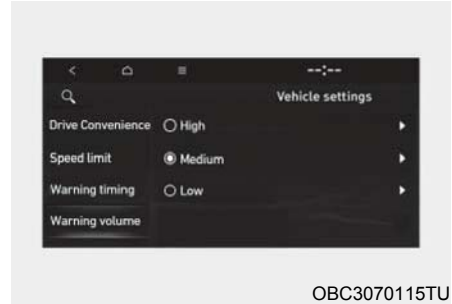 --:--
Vehicle settings
Drive Convenience
High
Speed limit
Medium
Warning timing
Low
Warning volume
OBC3070115TU